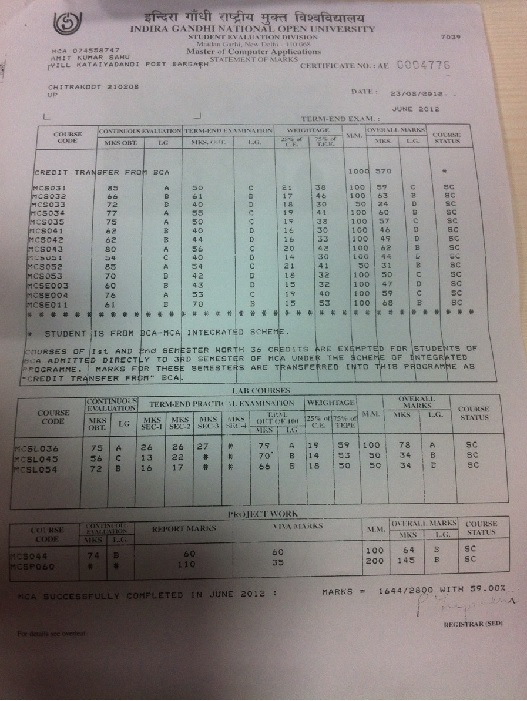 इन्दिरा गाँधी राष्ट्रीय मुक्त विश्वविद्यालय
INDIRA GANDHI NATIONAL OPEN UNIVERSITY
STUDENT EVALUATION DIVISION
Maidan Garhi, New Delhi - 110068
Master of Computer Applications
STATEMENT OF MARKS
MCA 074558747
AMIT KUMAR SAHU
VILL KATAIYADANDI POST BARGARH
CERTIFICATE NO.: AE
CHITRAKOOT 210208
UP
DATE :
JUNE 2012
TERM-END EXAM.:
COURSE CODE CONTINUOUS EVALUATION TERM-END EXAMINATION WEIGHTAGE M.M. OVERALL MARKS COURSE STATUS
MKS OBT. L.G MKS. OBT. L.G. 25% of C.E. 75% of T.E.E. MKS. L.G.
CREDIT TRANSFER FROM BCA 1000 570 *
MCS031 85 A 50 C 21 38 100 59 C SC
MCS032 66 B 61 B 17 46 100 63 B SC
MCS033 72 B 40 D 18 30 50 24 D SC
MCS034 77 A 55 C 19 41 100 60 B SC
MCS035 75 A 50 C 19 38 100 57 C SC
MCS041 62 B 40 D 16 30 100 46 D SC
MCS042 62 B 44 D 16 33 100 49 D SC
MCS043 80 A 56 C 20 42 100 62 B SC
MCS051 54 C 40 D 14 30 100 44 SC
MCS052 85 A 54 C 21 41 50 31 B SC
MCS053 70 B 42 D 18 32 100 50 C SC
MCSE003 60 B 43 D 15 32 100 47 D SC
MCSE004 76 A 53 C 19 40 100 57 C SC
MCSE011 61 B 70 B 15 53 100 68 B SC
* STUDENT IS FROM BCA-MCA INTEGRATED SCHEME.
COURSES OF 1st AND 2nd SEMESTER WORTH 36 CREDITS ARE EXEMPTED FOR STUDENTS OF
MCA ADMITTED DIRECTLY TO 3RD SEMESTER OF MCA UNDER THE SCHEME OF INTEGRATED
PROGRAMME. MARKS FOR THESE SEMESTERS ARE TRANSFERRED INTO THIS PROGRAMME AS
"CREDIT TRANSFER FROM" BCA.
LAB COURSES
COURSE CODE CONTINUOUS EVALUATION TERM-END PRACTICAL EXAMINATION WEIGHTAGE M.M. OVERALL MARKS COURSE STATUS
MKS OBT. LG MKS SEC-1 MKS SEC-2 MKS SEC-3 MKS SEC-4 OUT OF 100 MKS LG 25% of C.E. 75% of TEPE MKS L.G.
MCSL036 75 A 26 26 27 * 79 A 19 59 100 78 A SC
MCSL045 56 C 13 22 * * 70 B 14 53 50 34 B SC
MCSL054 72 B 16 17 * * 66 B 18 50 50 34 B SC
PROJECT WORK
COURSE CODE CONTINUOUS EVALUATION REPORT MARKS VIVA MARKS M.M. OVERALL MARKS COURSE STATUS
MKS L.G. MKS L.G.
MCS044 74 B 60 60 100 64 B SC
MCSP060 * * 110 35 200 145 B SC
MCA SUCCESSFULLY COMPLETED IN JUNE 2012 : MARKS = 1644/2800 WITH 59.00%
REGISTRAR (SED)
For details see overleaf